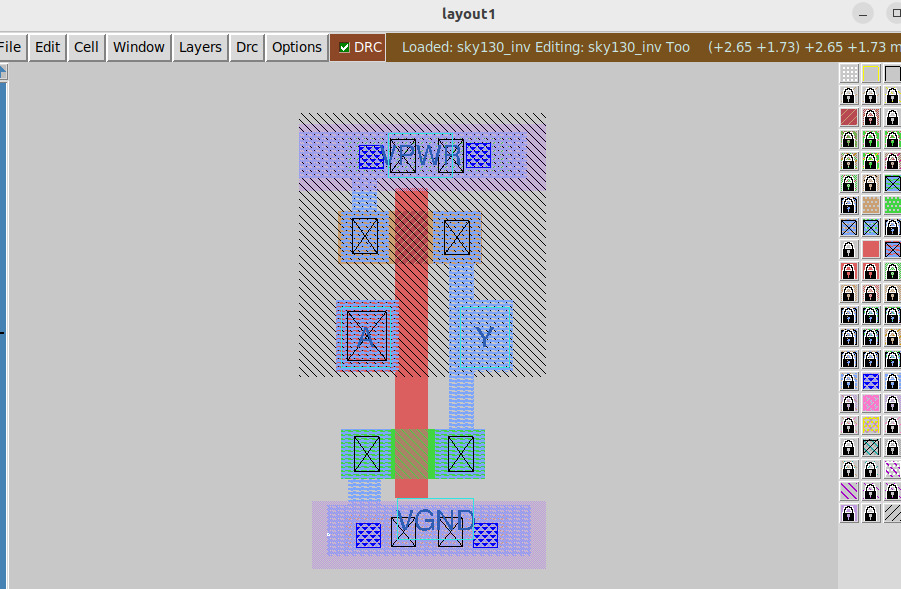 layout1
File Edit Cell Window Layers Drc Options DRC Loaded: sky130_inv Editing: sky130_inv Too (+2.65 +1.73) +2.65 +1.73 m
VPWR
A Y
VGND